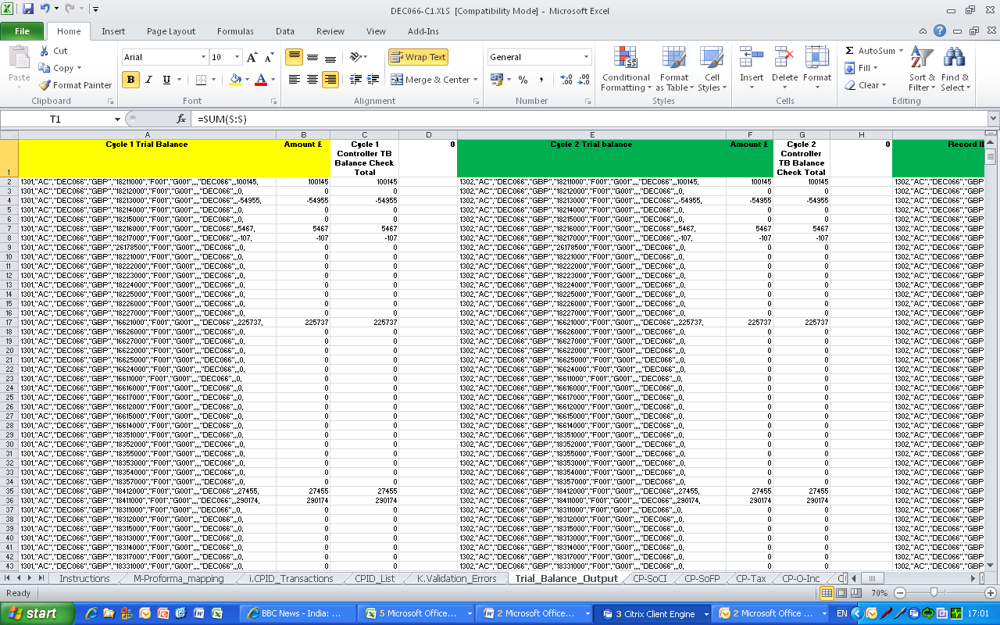 DEC066-C1.XLS [Compatibility Mode] - Microsoft Excel
File Home Insert Page Layout Formulas Data Review View Add-Ins
Paste Cut Copy Format Painter Clipboard
Arial 10 B I U Font
Wrap Text Merge & Center Alignment
General % , Number
Conditional Formatting Format as Table Cell Styles Styles
Insert Delete Format Cells
Σ AutoSum Fill Clear Sort & Filter Find & Select Editing
T1 fx =SUM(S:S)
A B C D E F G H
1 Cycle 1 Trial Balance Amount £ Cycle 1 Controller TB Balance Check Total 0 Cycle 2 Trial balance Amount £ Cycle 2 Controller TB Balance Check Total 0 Record
2 1301,"AC","DEC066","GBP","18211000","F001","G001",,,,"DEC066",,,100145, 100145 100145 1302,"AC","DEC066","GBP","18211000","F001","G001",,,,"DEC066",,,100145, 100145 100145 1302,"AC","DEC066","GBP
3 1301,"AC","DEC066","GBP","18212000","F001","G001",,,,"DEC066",,,0, 0 0 1302,"AC","DEC066","GBP","18212000","F001","G001",,,,"DEC066",,,0, 0 0 1302,"AC","DEC066","GBP
4 1301,"AC","DEC066","GBP","18213000","F001","G001",,,,"DEC066",,,-54955, -54955 -54955 1302,"AC","DEC066","GBP","18213000","F001","G001",,,,"DEC066",,,-54955, -54955 -54955 1302,"AC","DEC066","GBP
5 1301,"AC","DEC066","GBP","18214000","F001","G001",,,,"DEC066",,,0, 0 0 1302,"AC","DEC066","GBP","18214000","F001","G001",,,,"DEC066",,,0, 0 0 1302,"AC","DEC066","GBP
6 1301,"AC","DEC066","GBP","18215000","F001","G001",,,,"DEC066",,,0, 0 0 1302,"AC","DEC066","GBP","18215000","F001","G001",,,,"DEC066",,,0, 0 0 1302,"AC","DEC066","GBP
7 1301,"AC","DEC066","GBP","18216000","F001","G001",,,,"DEC066",,,5467, 5467 5467 1302,"AC","DEC066","GBP","18216000","F001","G001",,,,"DEC066",,,5467, 5467 5467 1302,"AC","DEC066","GBP
8 1301,"AC","DEC066","GBP","18217000","F001","G001",,,,"DEC066",,,-107, -107 -107 1302,"AC","DEC066","GBP","18217000","F001","G001",,,,"DEC066",,,-107, -107 -107 1302,"AC","DEC066","GBP
9 1301,"AC","DEC066","GBP","26178500","F001","G001",,,,"DEC066",,,0, 0 0 1302,"AC","DEC066","GBP","26178500","F001","G001",,,,"DEC066",,,0, 0 0 1302,"AC","DEC066","GBP
10 1301,"AC","DEC066","GBP","18221000","F001","G001",,,,"DEC066",,,0, 0 0 1302,"AC","DEC066","GBP","18221000","F001","G001",,,,"DEC066",,,0, 0 0 1302,"AC","DEC066","GBP
11 1301,"AC","DEC066","GBP","18222000","F001","G001",,,,"DEC066",,,0, 0 0 1302,"AC","DEC066","GBP","18222000","F001","G001",,,,"DEC066",,,0, 0 0 1302,"AC","DEC066","GBP
12 1301,"AC","DEC066","GBP","18223000","F001","G001",,,,"DEC066",,,0, 0 0 1302,"AC","DEC066","GBP","18223000","F001","G001",,,,"DEC066",,,0, 0 0 1302,"AC","DEC066","GBP
13 1301,"AC","DEC066","GBP","18224000","F001","G001",,,,"DEC066",,,0, 0 0 1302,"AC","DEC066","GBP","18224000","F001","G001",,,,"DEC066",,,0, 0 0 1302,"AC","DEC066","GBP
14 1301,"AC","DEC066","GBP","18225000","F001","G001",,,,"DEC066",,,0, 0 0 1302,"AC","DEC066","GBP","18225000","F001","G001",,,,"DEC066",,,0, 0 0 1302,"AC","DEC066","GBP
15 1301,"AC","DEC066","GBP","18226000","F001","G001",,,,"DEC066",,,0, 0 0 1302,"AC","DEC066","GBP","18226000","F001","G001",,,,"DEC066",,,0, 0 0 1302,"AC","DEC066","GBP
16 1301,"AC","DEC066","GBP","18227000","F001","G001",,,,"DEC066",,,0, 0 0 1302,"AC","DEC066","GBP","18227000","F001","G001",,,,"DEC066",,,0, 0 0 1302,"AC","DEC066","GBP
17 1301,"AC","DEC066","GBP","16621000","F001","G001",,,,"DEC066",,,225737, 225737 225737 1302,"AC","DEC066","GBP","16621000","F001","G001",,,,"DEC066",,,225737, 225737 225737 1302,"AC","DEC066","GBP
18 1301,"AC","DEC066","GBP","16626000","F001","G001",,,,"DEC066",,,0, 0 0 1302,"AC","DEC066","GBP","16626000","F001","G001",,,,"DEC066",,,0, 0 0 1302,"AC","DEC066","GBP
19 1301,"AC","DEC066","GBP","16627000","F001","G001",,,,"DEC066",,,0, 0 0 1302,"AC","DEC066","GBP","16627000","F001","G001",,,,"DEC066",,,0, 0 0 1302,"AC","DEC066","GBP
20 1301,"AC","DEC066","GBP","16622000","F001","G001",,,,"DEC066",,,0, 0 0 1302,"AC","DEC066","GBP","16622000","F001","G001",,,,"DEC066",,,0, 0 0 1302,"AC","DEC066","GBP
21 1301,"AC","DEC066","GBP","16625000","F001","G001",,,,"DEC066",,,0, 0 0 1302,"AC","DEC066","GBP","16625000","F001","G001",,,,"DEC066",,,0, 0 0 1302,"AC","DEC066","GBP
22 1301,"AC","DEC066","GBP","16624000","F001","G001",,,,"DEC066",,,0, 0 0 1302,"AC","DEC066","GBP","16624000","F001","G001",,,,"DEC066",,,0, 0 0 1302,"AC","DEC066","GBP
23 1301,"AC","DEC066","GBP","16611000","F001","G001",,,,"DEC066",,,0, 0 0 1302,"AC","DEC066","GBP","16611000","F001","G001",,,,"DEC066",,,0, 0 0 1302,"AC","DEC066","GBP
24 1301,"AC","DEC066","GBP","16616000","F001","G001",,,,"DEC066",,,0, 0 0 1302,"AC","DEC066","GBP","16616000","F001","G001",,,,"DEC066",,,0, 0 0 1302,"AC","DEC066","GBP
25 1301,"AC","DEC066","GBP","16617000","F001","G001",,,,"DEC066",,,0, 0 0 1302,"AC","DEC066","GBP","16617000","F001","G001",,,,"DEC066",,,0, 0 0 1302,"AC","DEC066","GBP
26 1301,"AC","DEC066","GBP","16612000","F001","G001",,,,"DEC066",,,0, 0 0 1302,"AC","DEC066","GBP","16612000","F001","G001",,,,"DEC066",,,0, 0 0 1302,"AC","DEC066","GBP
27 1301,"AC","DEC066","GBP","16615000","F001","G001",,,,"DEC066",,,0, 0 0 1302,"AC","DEC066","GBP","16615000","F001","G001",,,,"DEC066",,,0, 0 0 1302,"AC","DEC066","GBP
28 1301,"AC","DEC066","GBP","16614000","F001","G001",,,,"DEC066",,,0, 0 0 1302,"AC","DEC066","GBP","16614000","F001","G001",,,,"DEC066",,,0, 0 0 1302,"AC","DEC066","GBP
29 1301,"AC","DEC066","GBP","18351000","F001","G001",,,,"DEC066",,,0, 0 0 1302,"AC","DEC066","GBP","18351000","F001","G001",,,,"DEC066",,,0, 0 0 1302,"AC","DEC066","GBP
30 1301,"AC","DEC066","GBP","18352000","F001","G001",,,,"DEC066",,,0, 0 0 1302,"AC","DEC066","GBP","18352000","F001","G001",,,,"DEC066",,,0, 0 0 1302,"AC","DEC066","GBP
31 1301,"AC","DEC066","GBP","18355000","F001","G001",,,,"DEC066",,,0, 0 0 1302,"AC","DEC066","GBP","18355000","F001","G001",,,,"DEC066",,,0, 0 0 1302,"AC","DEC066","GBP
32 1301,"AC","DEC066","GBP","18353000","F001","G001",,,,"DEC066",,,0, 0 0 1302,"AC","DEC066","GBP","18353000","F001","G001",,,,"DEC066",,,0, 0 0 1302,"AC","DEC066","GBP
33 1301,"AC","DEC066","GBP","18354000","F001","G001",,,,"DEC066",,,0, 0 0 1302,"AC","DEC066","GBP","18354000","F001","G001",,,,"DEC066",,,0, 0 0 1302,"AC","DEC066","GBP
34 1301,"AC","DEC066","GBP","18357000","F001","G001",,,,"DEC066",,,0, 0 0 1302,"AC","DEC066","GBP","18357000","F001","G001",,,,"DEC066",,,0, 0 0 1302,"AC","DEC066","GBP
35 1301,"AC","DEC066","GBP","18412000","F001","G001",,,,"DEC066",,,27455, 27455 27455 1302,"AC","DEC066","GBP","18412000","F001","G001",,,,"DEC066",,,27455, 27455 27455 1302,"AC","DEC066","GBP
36 1301,"AC","DEC066","GBP","18411000","F001","G001",,,,"DEC066",,,290174, 290174 290174 1302,"AC","DEC066","GBP","18411000","F001","G001",,,,"DEC066",,,290174, 290174 290174 1302,"AC","DEC066","GBP
37 1301,"AC","DEC066","GBP","18311000","F001","G001",,,,"DEC066",,,0, 0 0 1302,"AC","DEC066","GBP","18311000","F001","G001",,,,"DEC066",,,0, 0 0 1302,"AC","DEC066","GBP
38 1301,"AC","DEC066","GBP","18312000","F001","G001",,,,"DEC066",,,0, 0 0 1302,"AC","DEC066","GBP","18312000","F001","G001",,,,"DEC066",,,0, 0 0 1302,"AC","DEC066","GBP
39 1301,"AC","DEC066","GBP","18315000","F001","G001",,,,"DEC066",,,0, 0 0 1302,"AC","DEC066","GBP","18315000","F001","G001",,,,"DEC066",,,0, 0 0 1302,"AC","DEC066","GBP
40 1301,"AC","DEC066","GBP","18313000","F001","G001",,,,"DEC066",,,0, 0 0 1302,"AC","DEC066","GBP","18313000","F001","G001",,,,"DEC066",,,0, 0 0 1302,"AC","DEC066","GBP
41 1301,"AC","DEC066","GBP","18314000","F001","G001",,,,"DEC066",,,0, 0 0 1302,"AC","DEC066","GBP","18314000","F001","G001",,,,"DEC066",,,0, 0 0 1302,"AC","DEC066","GBP
42 1301,"AC","DEC066","GBP","18317000","F001","G001",,,,"DEC066",,,0, 0 0 1302,"AC","DEC066","GBP","18317000","F001","G001",,,,"DEC066",,,0, 0 0 1302,"AC","DEC066","GBP
43 1301,"AC","DEC066","GBP","18331000","F001","G001",,,,"DEC066",,,0, 0 0 1302,"AC","DEC066","GBP","18331000","F001","G001",,,,"DEC066",,,0, 0 0 1302,"AC","DEC066","GBP
Instructions M-Proforma_mapping i.CPID_Transactions CPID_List K.Validation_Errors Trial_Balance_Output CP-SoCI CP-SoFP CP-Tax CP-O-Inc
Ready 70%
start BBC News - India: ... 5 Microsoft Office... 2 Microsoft Office... 3 Citrix Client Engine 2 Microsoft Office ... EN 17:01